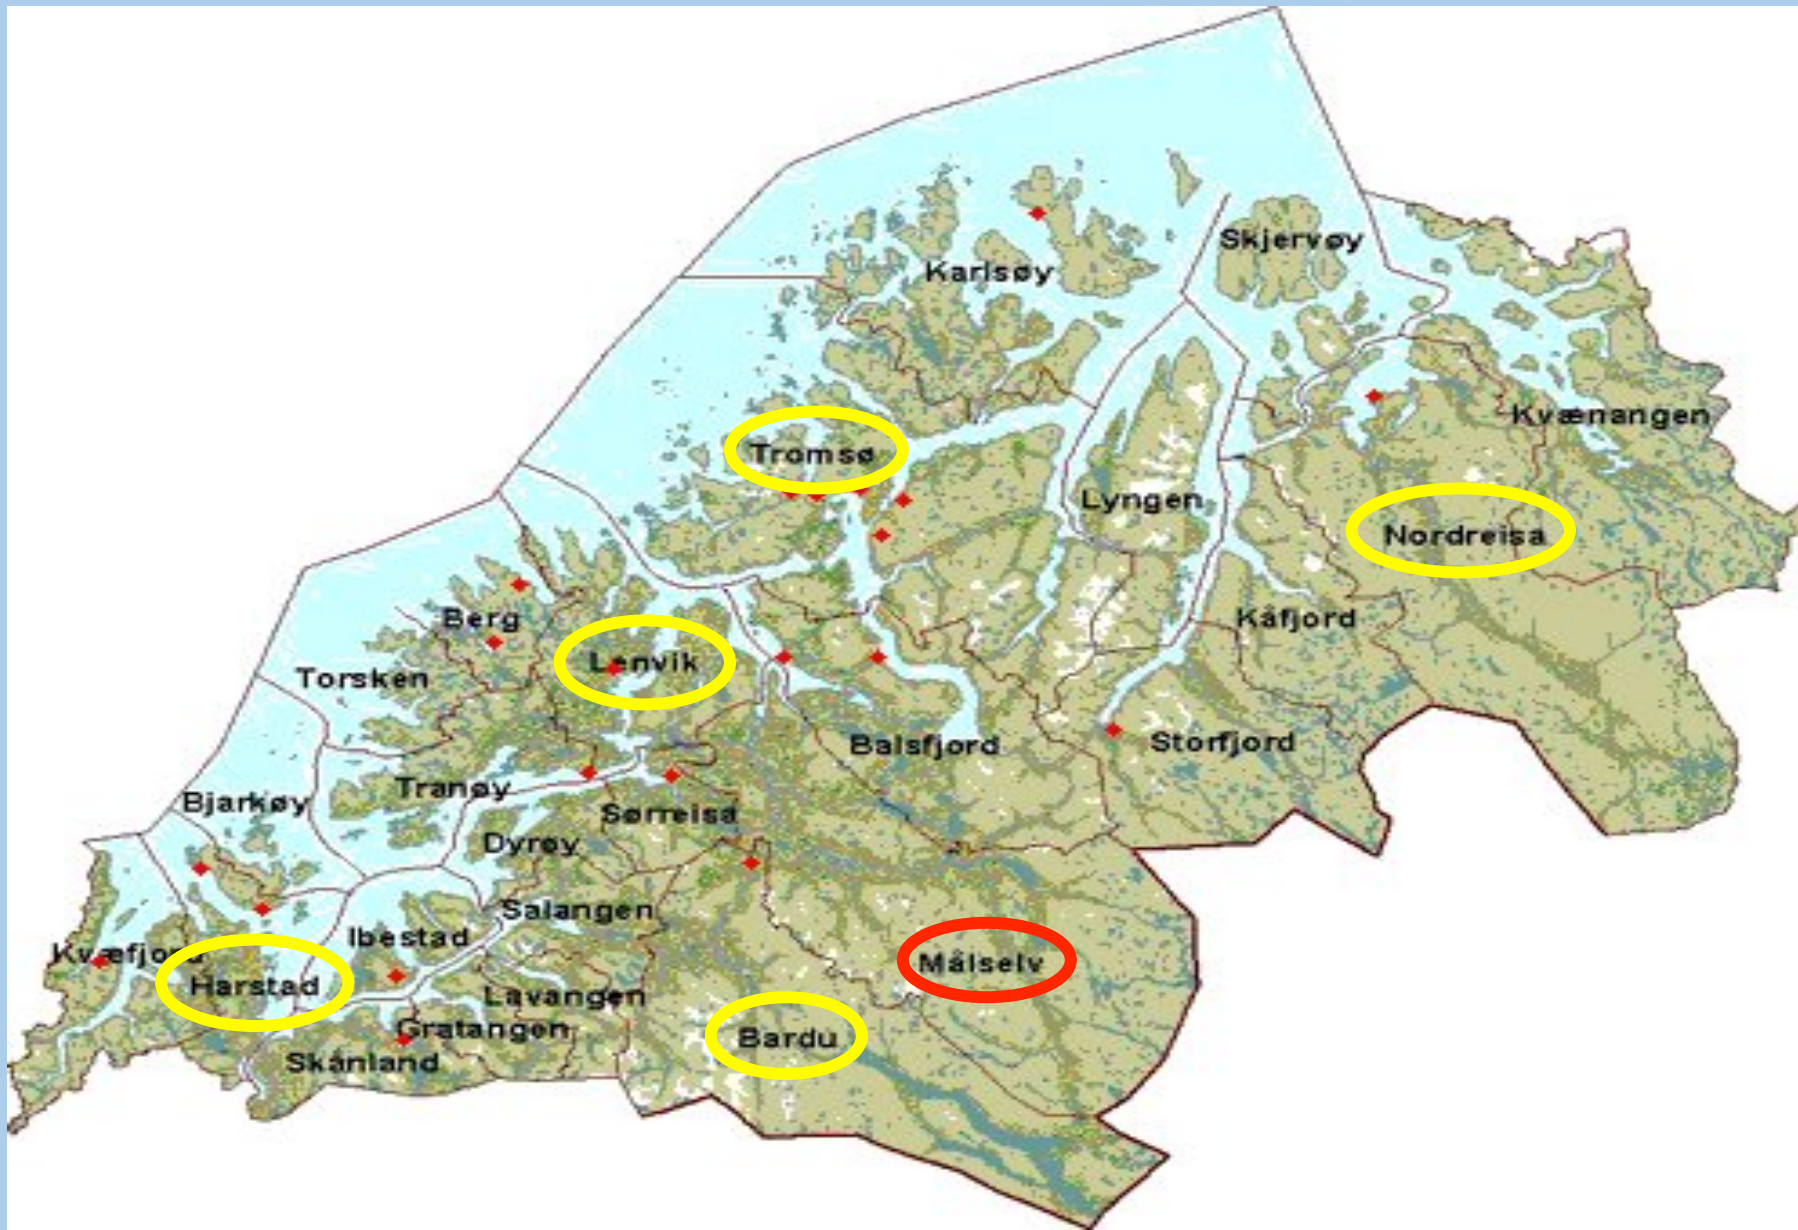 Skjervøy
Karlsøy
Kvænangen
Tromsø
Lyngen
Nordreisa
Berg
Kåfjord
Lenvik
Torsken
Balsfjord
Storfjord
Tranøy
Bjarkøy
Sørreisa
Dyrøy
Salangen
Ibestad
Kvæfjord
Målselv
Harstad
Lavangen
Gratangen
Bardu
Skånland